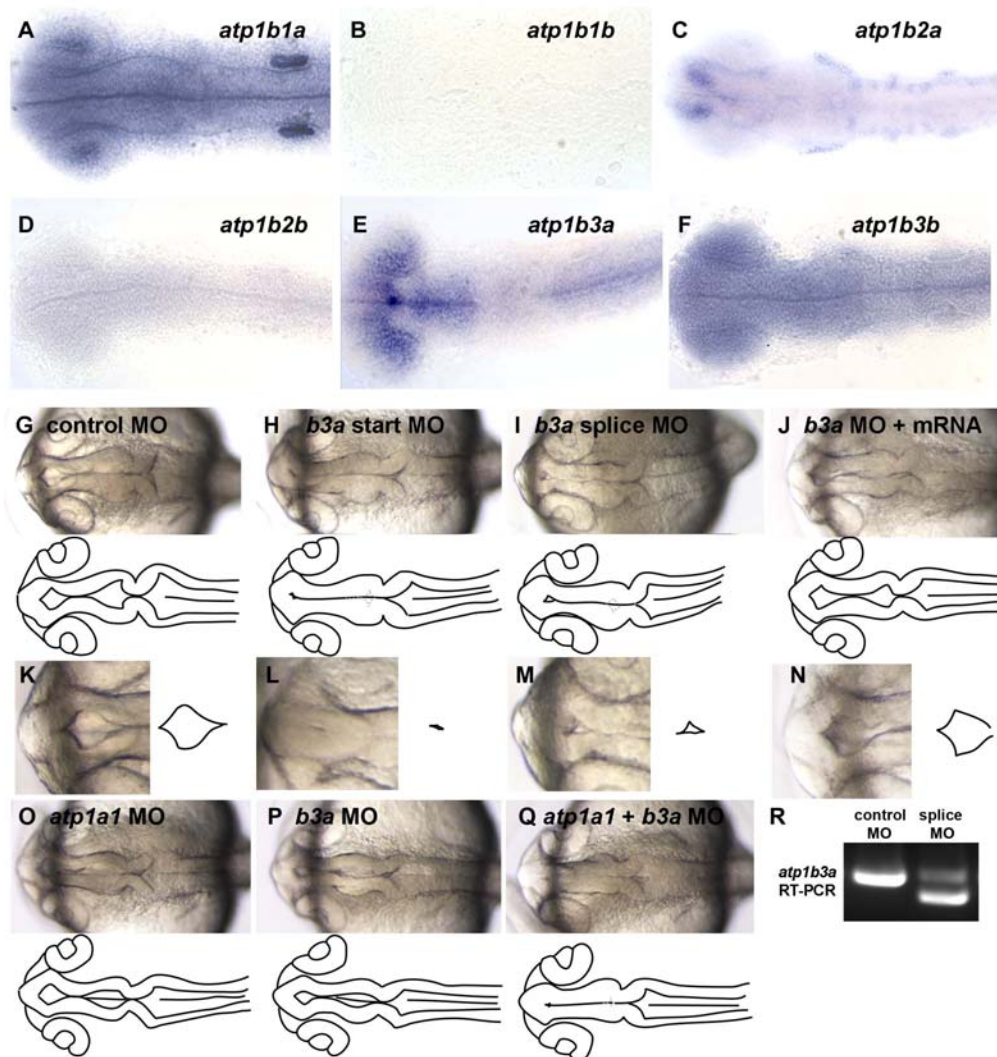 A atp1b1a
B atp1b1b
C atp1b2a
D atp1b2b
E atp1b3a
F atp1b3b
G control MO
H b3a start MO
I b3a splice MO
J b3a MO + mRNA
K
L
M
N
O atp1a1 MO
P b3a MO
Q atp1a1 + b3a MO
R
control splice
MO MO
atp1b3a
RT-PCR